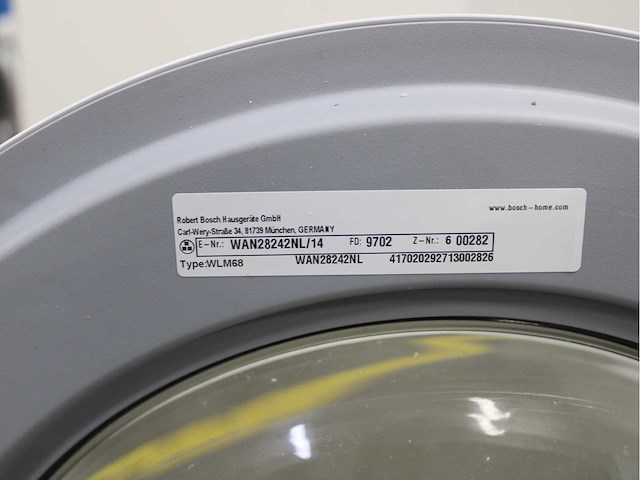 www.bosch-home.com
Robert Bosch Hausgeräte GmbH
Carl-Wery-Straße 34, 81739 München, GERMANY
E-Nr.: WAN28242NL/14 FD: 9702 Z-Nr.: 6 00282
Type:WLM68 WAN28242NL 417020292713002826